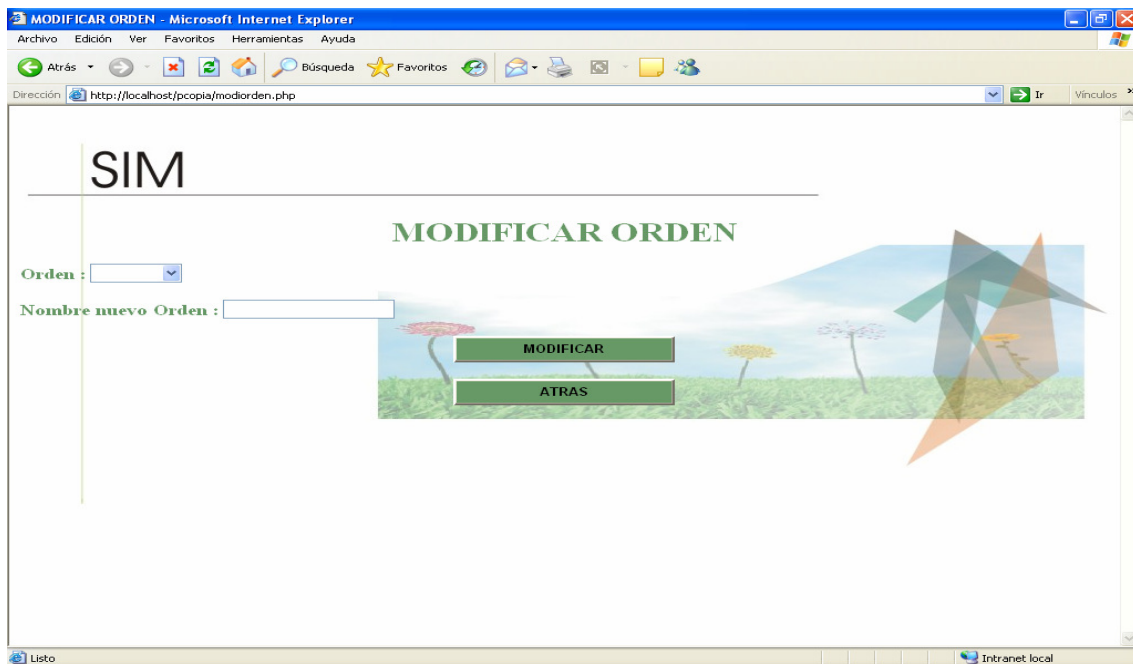 MODIFICAR ORDEN - Microsoft Internet Explorer
Archivo Edición Ver Favoritos Herramientas Ayuda
Atrás Búsqueda Favoritos
Dirección http://localhost/pcopia/modiorden.php Ir Vínculos »
SIM
MODIFICAR ORDEN
Orden :
Nombre nuevo Orden :
MODIFICAR
ATRAS
Listo Intranet local